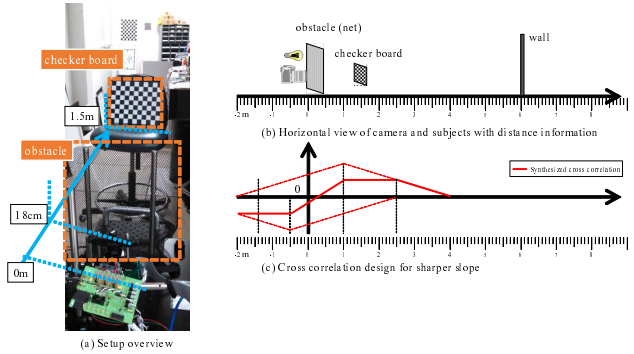 checker board
1.5m
obstacle
18cm
0m
(a) Setup overview
obstacle (net)
checker board
wall
-2 m -1 0 1 2 3 4 5 6 7 8
(b) Horizontal view of camera and subjects with distance information
0
Synthesized cross correlation
-2 m -1 0 1 2 3 4 5 6 7 8
(c) Cross correlation design for sharper slope